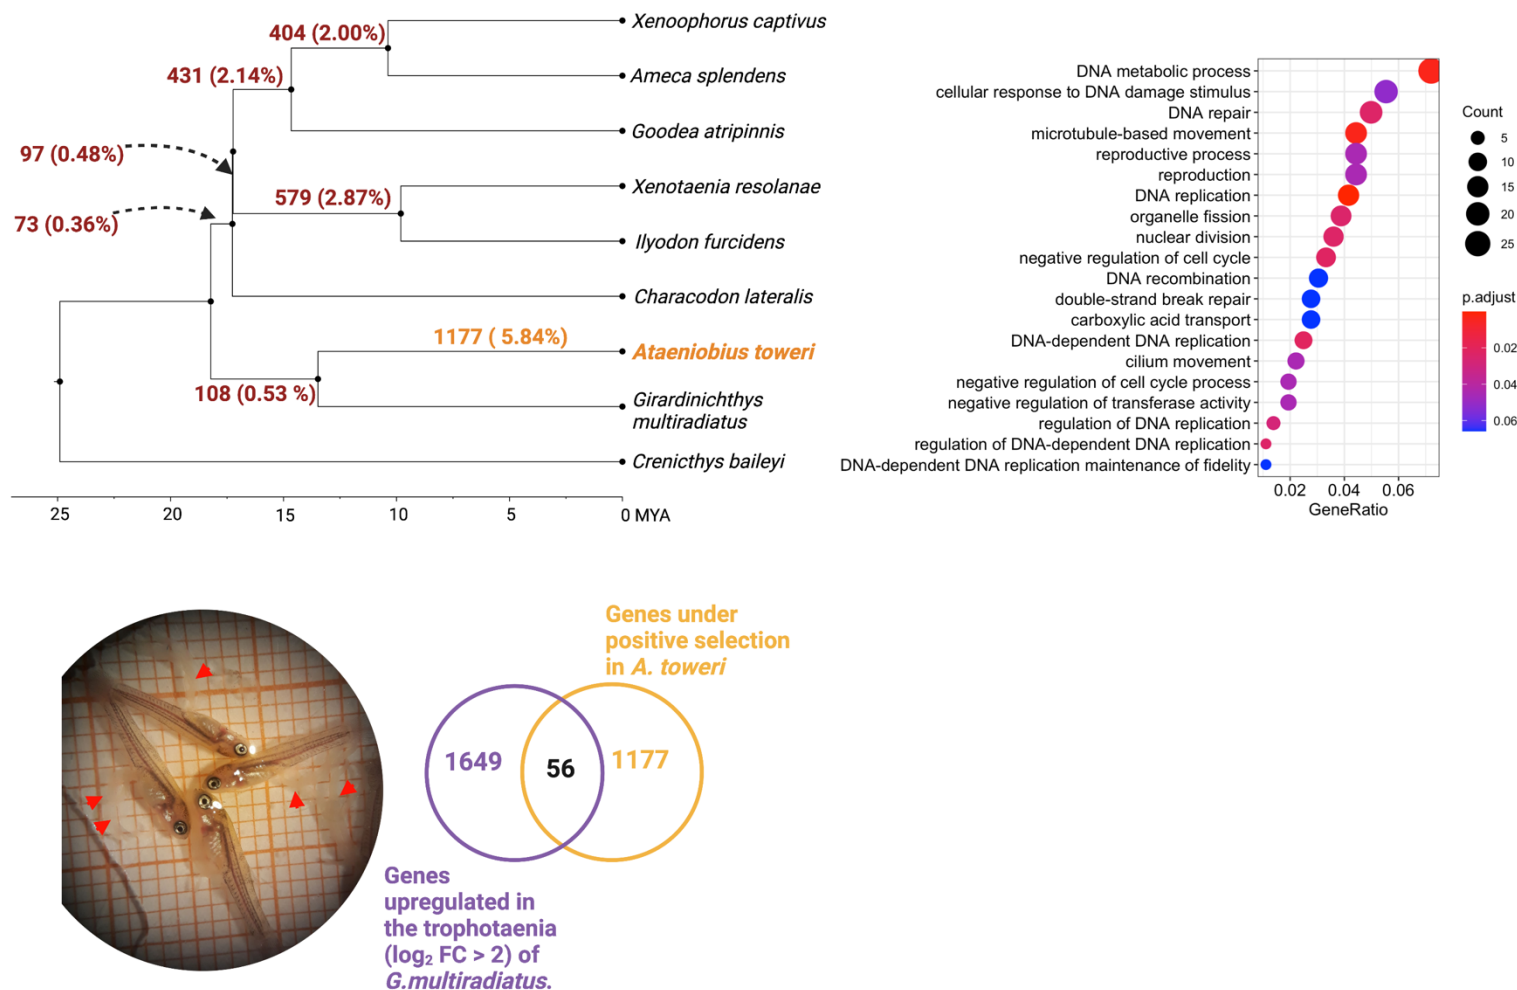 404 (2.00%)
Xenoophorus captivus
431 (2.14%)
Ameca splendens
Goodea atripinnis
97 (0.48%)
579 (2.87%)
Xenotaenia resolanae
73 (0.36%)
Ilyodon furcidens
Characodon lateralis
1177 ( 5.84%)
Ataeniobius toweri
108 (0.53 %)
Girardinichthys
multiradiatus
Crenicthys baileyi
25 20 15 10 5 0 MYA
DNA metabolic process
cellular response to DNA damage stimulus
DNA repair
microtubule-based movement
reproductive process
reproduction
DNA replication
organelle fission
nuclear division
negative regulation of cell cycle
DNA recombination
double-strand break repair
carboxylic acid transport
DNA-dependent DNA replication
cilium movement
negative regulation of cell cycle process
negative regulation of transferase activity
regulation of DNA replication
regulation of DNA-dependent DNA replication
DNA-dependent DNA replication maintenance of fidelity
0.02 0.04 0.06
GeneRatio
Count
5
10
15
20
25
p.adjust
0.02
0.04
0.06
Genes under
positive selection
in A. toweri
1649 56 1177
Genes
upregulated in
the trophotaenia
(log₂ FC > 2) of
G.multiradiatus.